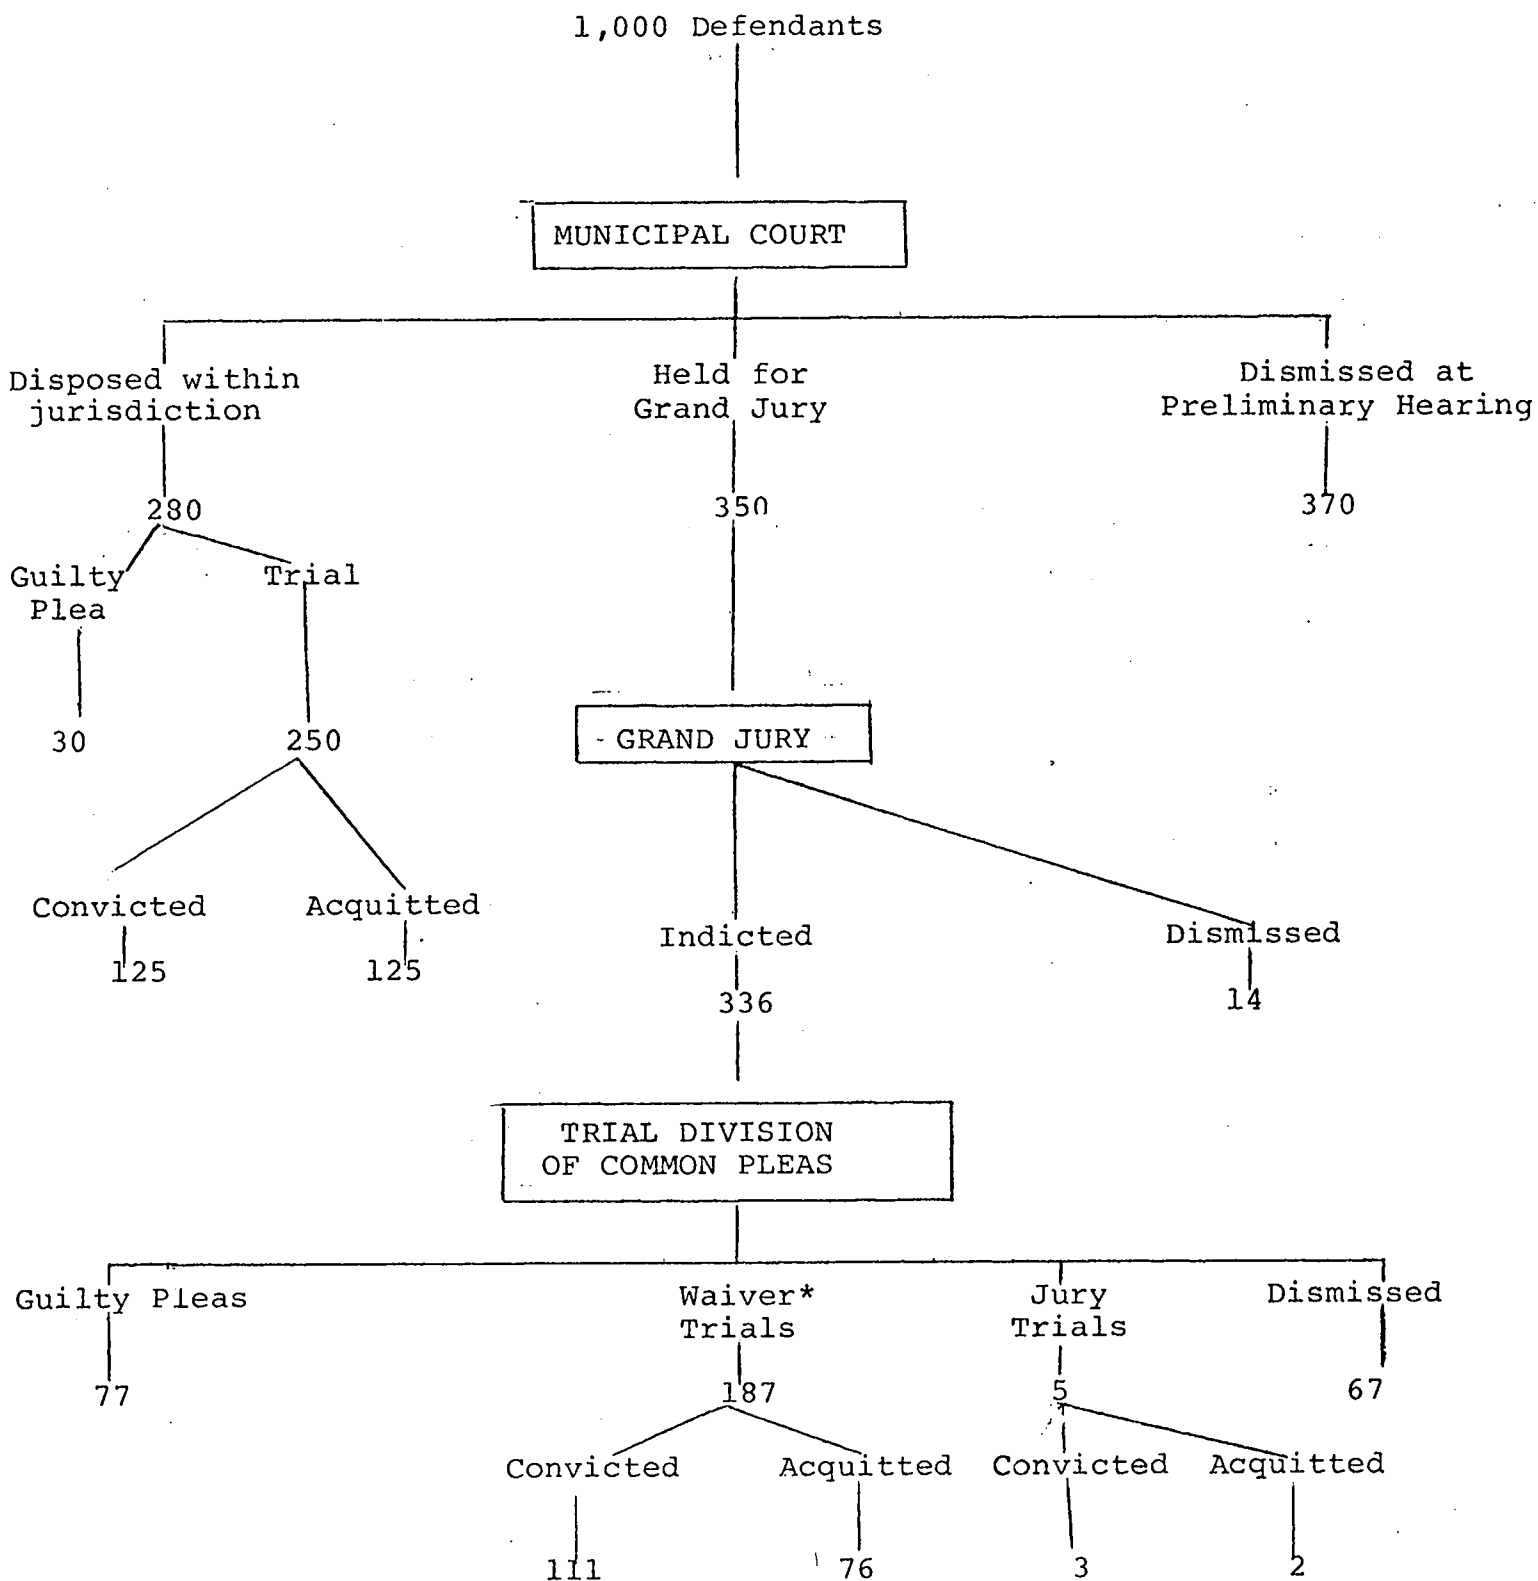 1,000 Defendants
MUNICIPAL COURT
Disposed within
jurisdiction
Held for
Grand Jury
Dismissed at
Preliminary Hearing
280
350
370
Guilty
Plea
Trial
30
250
GRAND JURY
Convicted
Acquitted
Indicted
Dismissed
125
125
336
14
TRIAL DIVISION
OF COMMON PLEAS
Guilty Pleas
Waiver*
Trials
Jury
Trials
Dismissed
77
187
5
67
Convicted
Acquitted
Convicted
Acquitted
111
76
3
2